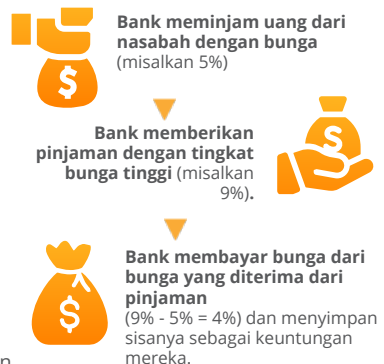 Bank meminjam uang dari
nasabah dengan bunga
(misalkan 5%)
$
Bank memberikan
pinjaman dengan tingkat
bunga tinggi (misalkan
9%).
$
Bank membayar bunga dari
bunga yang diterima dari
pinjaman
(9% - 5% = 4%) dan menyimpan
sisanya sebagai keuntungan
mereka.
$